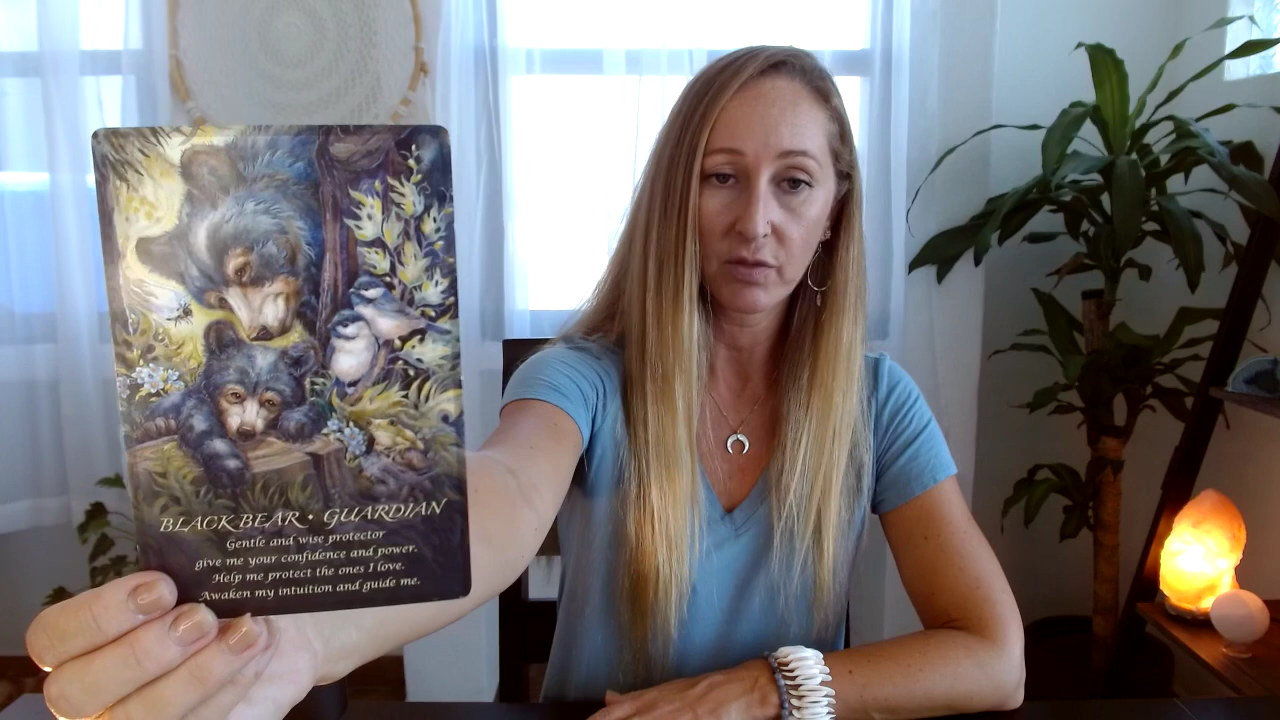 BLACK BEAR • GUARDIAN
Gentle and wise protector
give me your confidence and power.
Help me protect the ones I love.
Awaken my intuition and guide me.